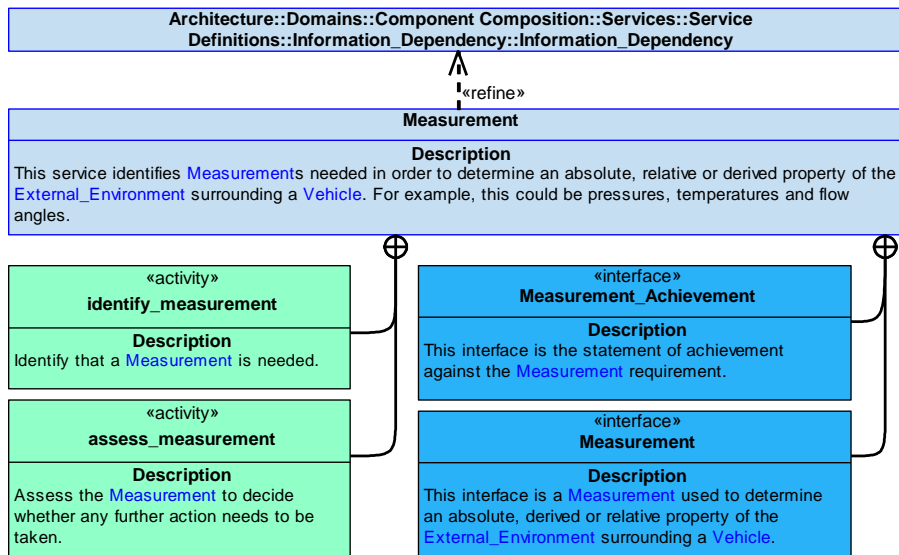 Architecture::Domains::Component Composition::Services::Service
Definitions::Information_Dependency::Information_Dependency
«refine»
Measurement
Description
This service identifies Measurements needed in order to determine an absolute, relative or derived property of the
External_Environment surrounding a Vehicle. For example, this could be pressures, temperatures and flow
angles.
«activity»
identify_measurement
Description
Identify that a Measurement is needed.
«interface»
Measurement_Achievement
Description
This interface is the statement of achievement
against the Measurement requirement.
«activity»
assess_measurement
Description
Assess the Measurement to decide
whether any further action needs to be
taken.
«interface»
Measurement
Description
This interface is a Measurement used to determine
an absolute, derived or relative property of the
External_Environment surrounding a Vehicle.